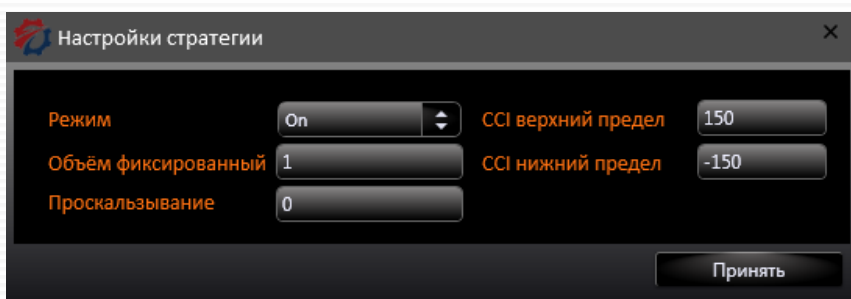 Настройки стратегии
Режим On CCI верхний предел 150
Объём фиксированный 1 CCI нижний предел -150
Проскальзывание 0
Принять